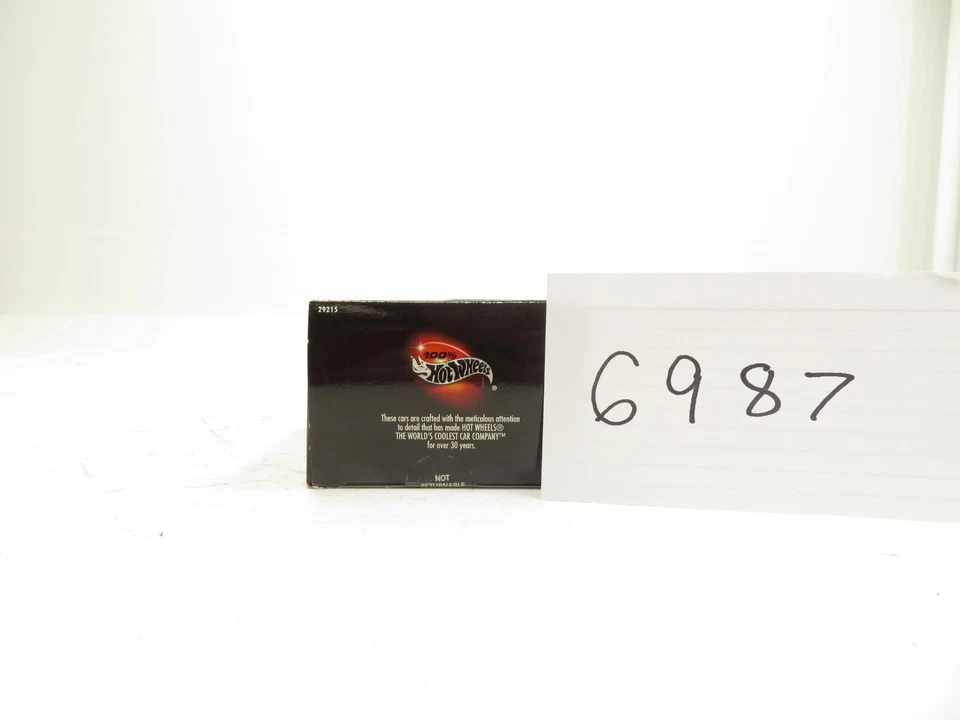 29215
100%
HOT WHEELS®
These cars are crafted with the meticulous attention
to detail that has made HOT WHEELS®
THE WORLD'S COOLEST CAR COMPANY™
for over 30 years.
NOT
RETURNABLE
6987